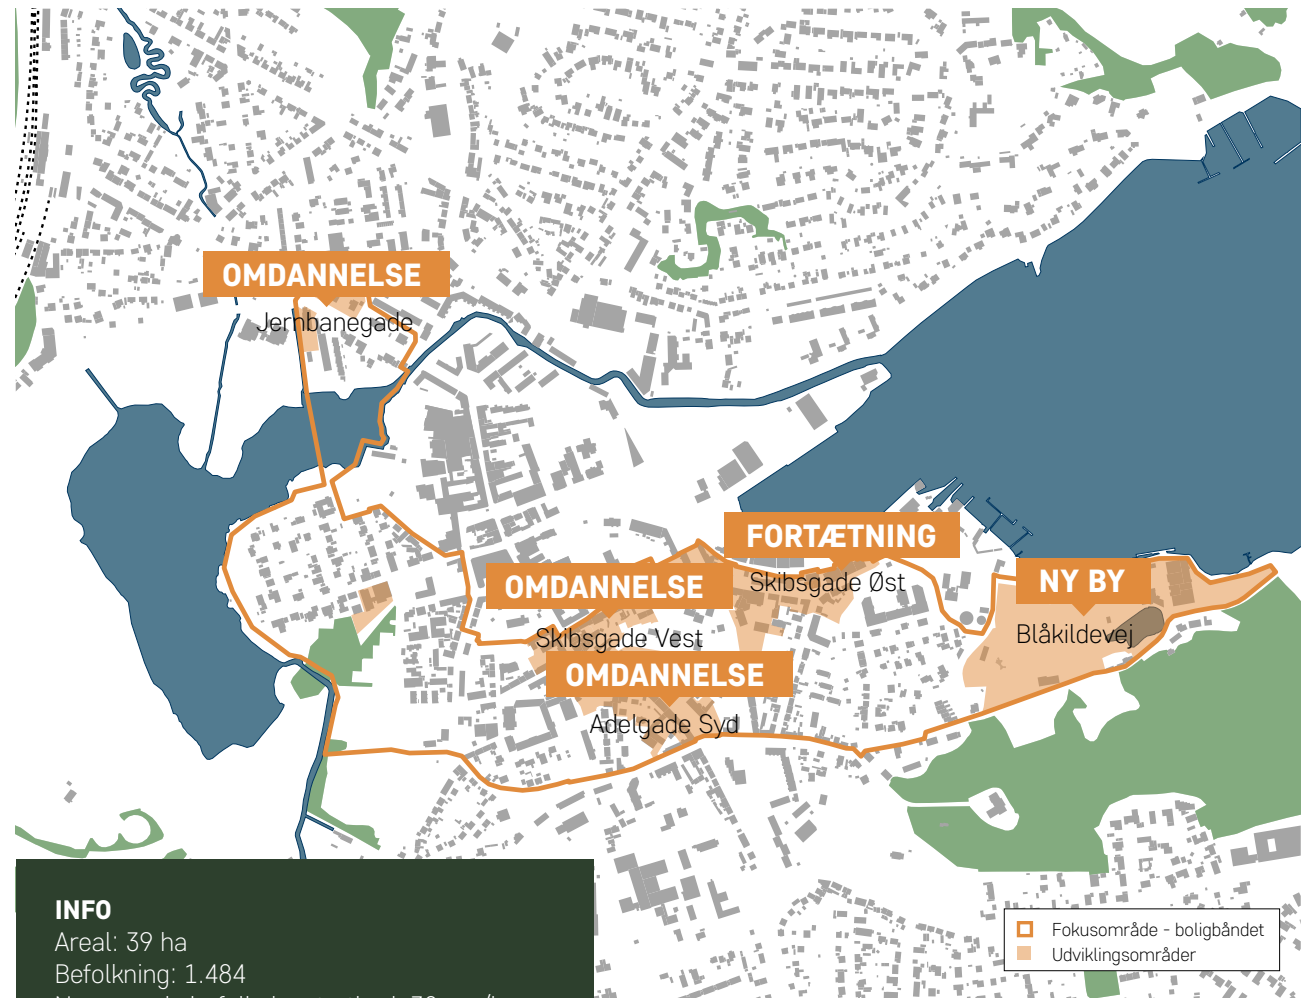 OMDANNELSE
Jernbanegade
FORTÆTNING
Skibsgade Øst
OMDANNELSE
Skibsgade Vest
NY BY
Blåkildevej
OMDANNELSE
Adelgade Syd
INFO
Areal: 39 ha
Befolkning: 1.484
Fokusområde - boligbåndet
Udviklingsområder